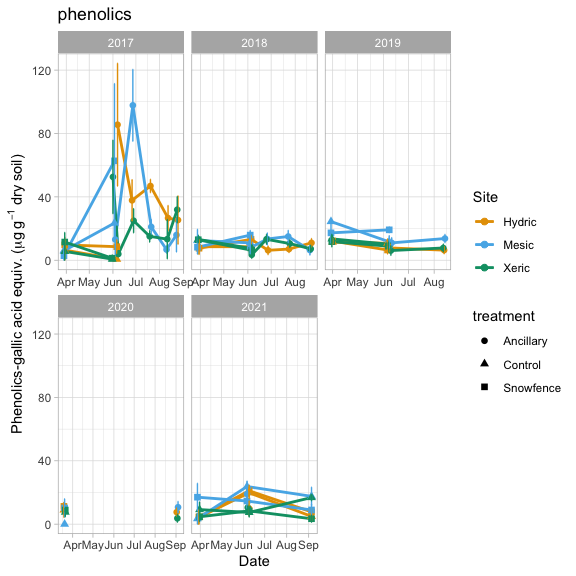 phenolics
2017
2018
2019
120
80
40
0
Apr May Jun Jul Aug Sep
Apr May Jun Jul Aug
Apr May Jun Jul Aug
2020
2021
120
80
40
0
Apr May Jun Jul Aug Sep
Apr May Jun Jul Aug Sep
Date
Phenolics-gallic acid equiv. (μg g⁻¹ dry soil)
Site
Hydric
Mesic
Xeric
treatment
Ancillary
Control
Snowfence